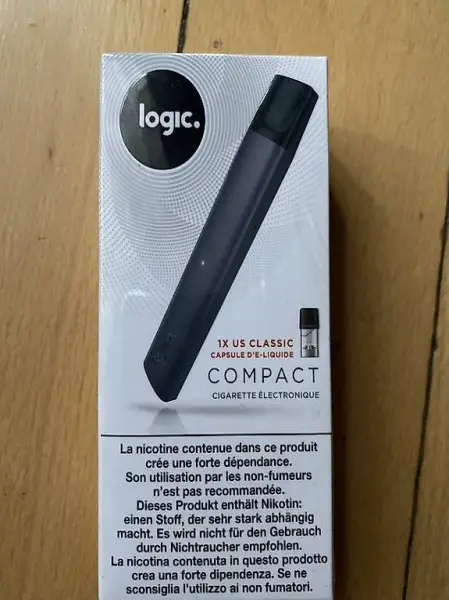 logic.
1X US CLASSIC
CAPSULE D'E-LIQUIDE
COMPACT
CIGARETTE ÉLECTRONIQUE
La nicotine contenue dans ce produit
crée une forte dépendance.
Son utilisation par les non-fumeurs
n'est pas recommandée.
Dieses Produkt enthält Nikotin:
einen Stoff, der sehr stark abhängig
macht. Es wird nicht für den Gebrauch
durch Nichtraucher empfohlen.
La nicotina contenuta in questo prodotto
crea una forte dipendenza. Se ne
sconsiglia l'utilizzo ai non fumatori.